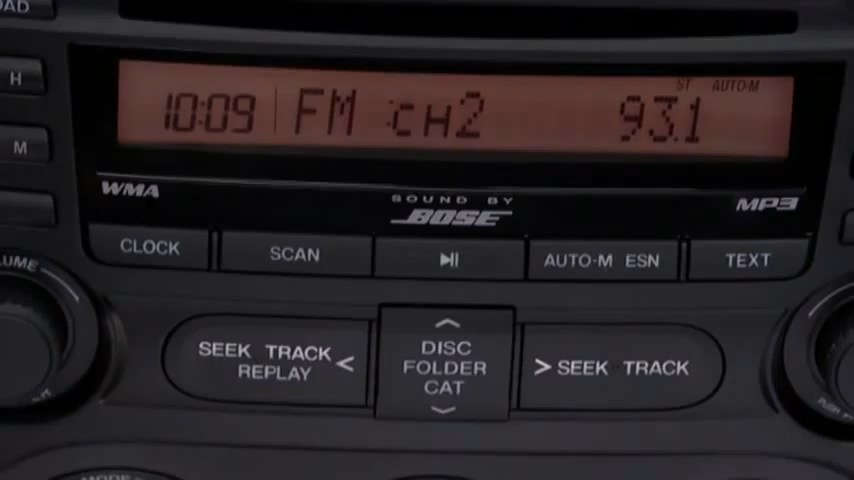 ST AUTO-M
10:09 FM CH2 93.1
H
M
WMA
SOUND BY
BOSE
MP3
CLOCK
SCAN
AUTO-M ESN
TEXT
SEEK TRACK
REPLAY
DISC
FOLDER
CAT
SEEK TRACK